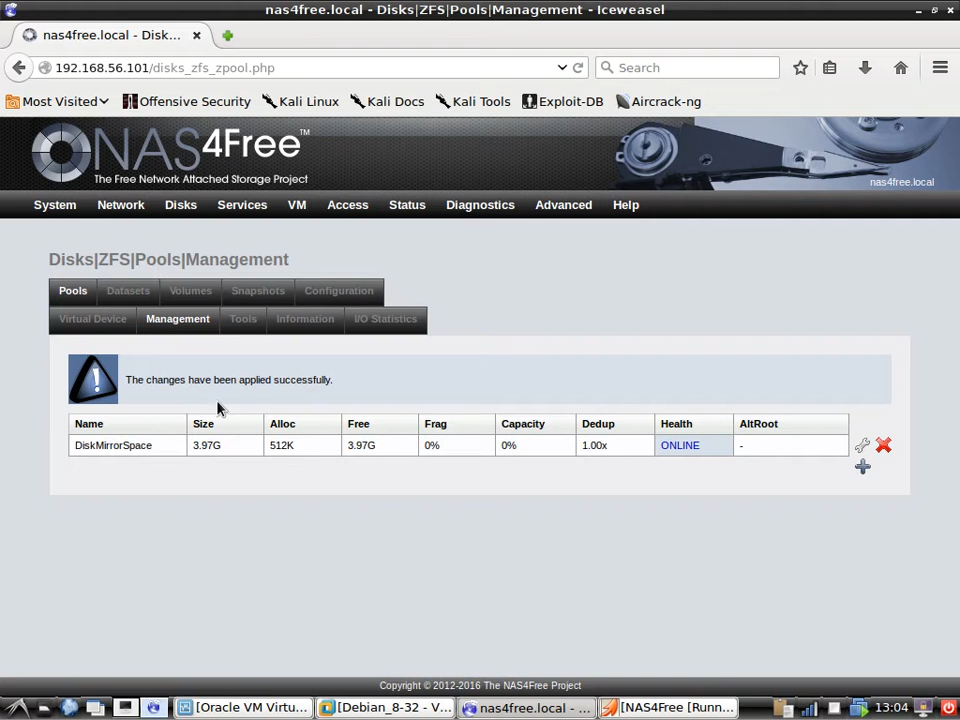 nas4free.local - Disks|ZFS|Pools|Management - Iceweasel
nas4free.local - Disk...
192.168.56.101/disks_zfs_zpool.php
Search
Most Visited
Offensive Security
Kali Linux
Kali Docs
Kali Tools
Exploit-DB
Aircrack-ng
NAS4Free™
The Free Network Attached Storage Project
nas4free.local
System Network Disks Services VM Access Status Diagnostics Advanced Help
Disks|ZFS|Pools|Management
Pools Datasets Volumes Snapshots Configuration
Virtual Device Management Tools Information I/O Statistics
The changes have been applied successfully.
Name Size Alloc Free Frag Capacity Dedup Health AltRoot
DiskMirrorSpace 3.97G 512K 3.97G 0% 0% 1.00x ONLINE -
Copyright © 2012-2016 The NAS4Free Project
[Oracle VM Virtu... [Debian_8-32 - V... nas4free.local - ... [NAS4Free [Runn... 13:04